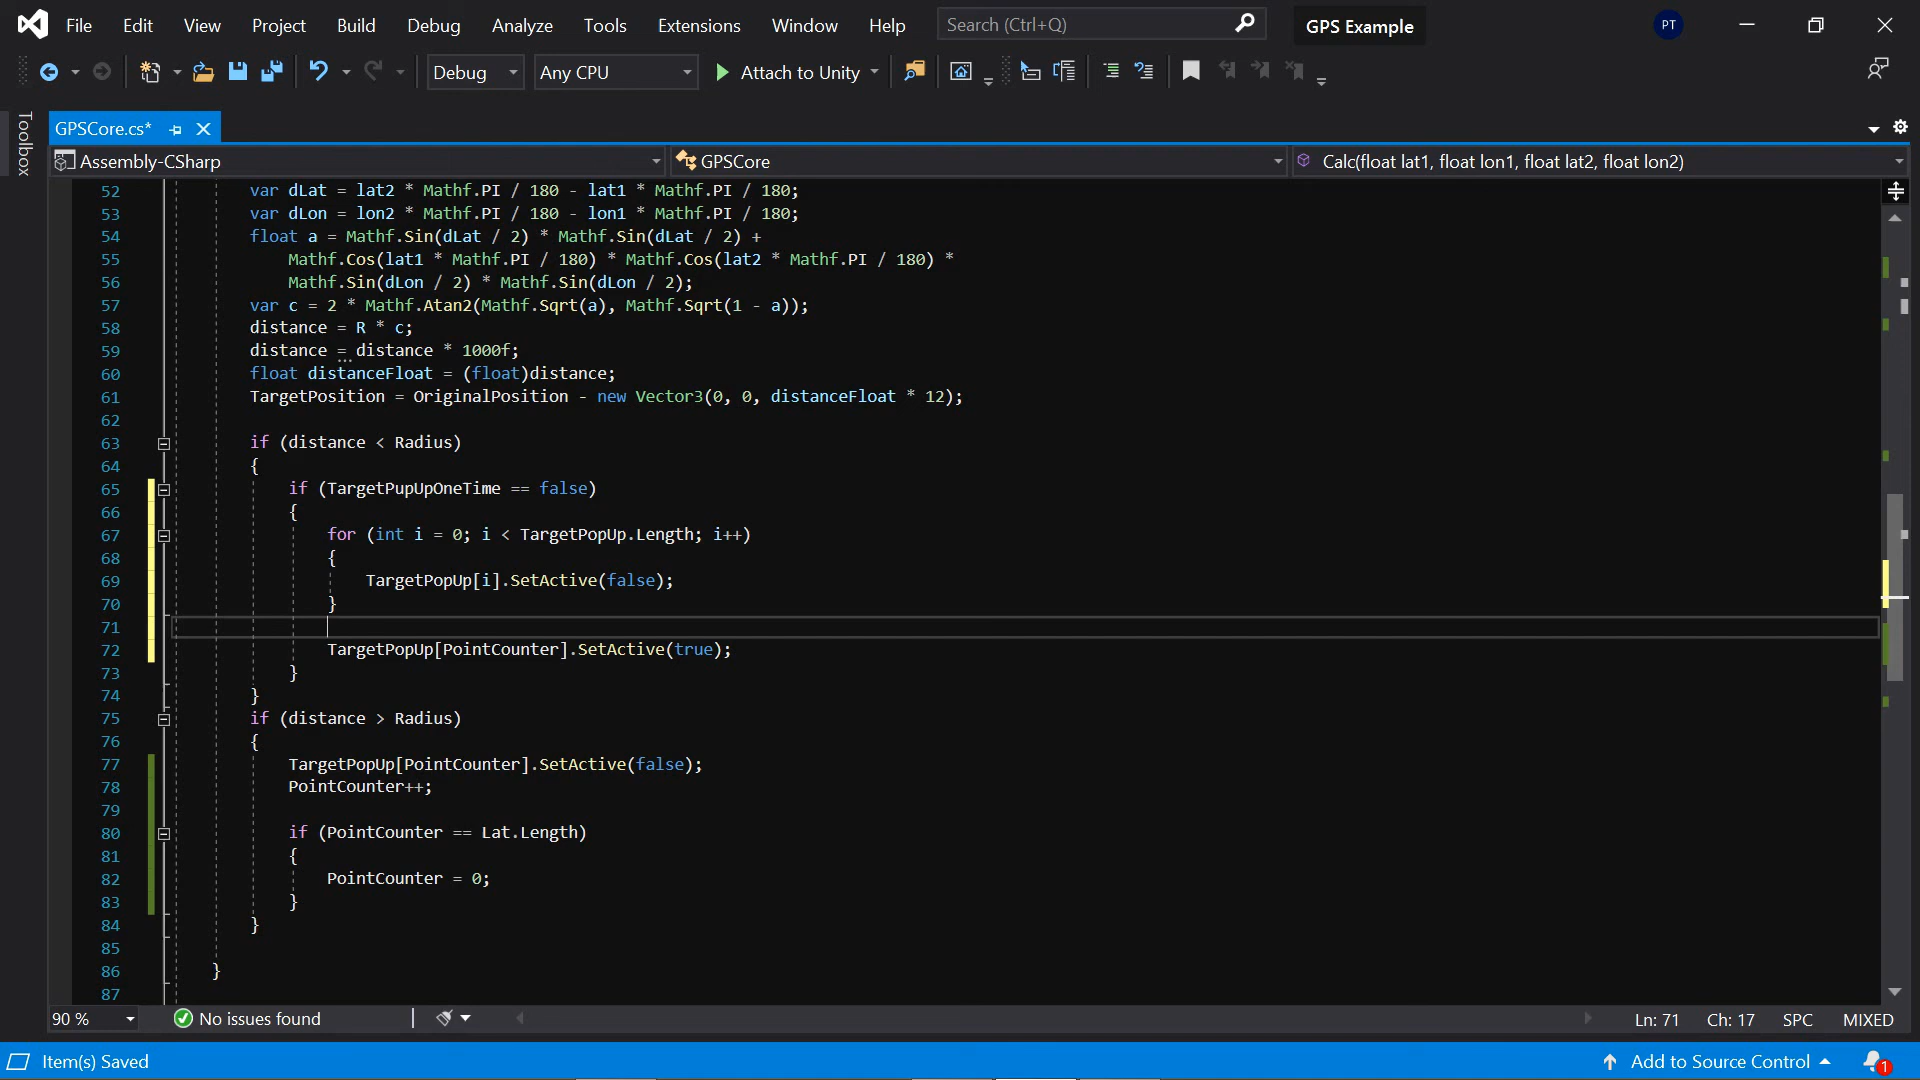 File Edit View Project Build Debug Analyze Tools Extensions Window Help Search (Ctrl+Q) GPS Example PT
Debug Any CPU Attach to Unity
Toolbox
GPSCore.cs*
Assembly-CSharp GPSCore Calc(float lat1, float lon1, float lat2, float lon2)
52 var dLat = lat2 * Mathf.PI / 180 - lat1 * Mathf.PI / 180;
53 var dLon = lon2 * Mathf.PI / 180 - lon1 * Mathf.PI / 180;
54 float a = Mathf.Sin(dLat / 2) * Mathf.Sin(dLat / 2) +
55 Mathf.Cos(lat1 * Mathf.PI / 180) * Mathf.Cos(lat2 * Mathf.PI / 180) *
56 Mathf.Sin(dLon / 2) * Mathf.Sin(dLon / 2);
57 var c = 2 * Mathf.Atan2(Mathf.Sqrt(a), Mathf.Sqrt(1 - a));
58 distance = R * c;
59 distance = distance * 1000f;
60 float distanceFloat = (float)distance;
61 TargetPosition = OriginalPosition - new Vector3(0, 0, distanceFloat * 12);
62
63 if (distance < Radius)
64 {
65 if (TargetPupUpOneTime == false)
66 {
67 for (int i = 0; i < TargetPopUp.Length; i++)
68 {
69 TargetPopUp[i].SetActive(false);
70 }
71
72 TargetPopUp[PointCounter].SetActive(true);
73 }
74 }
75 if (distance > Radius)
76 {
77 TargetPopUp[PointCounter].SetActive(false);
78 PointCounter++;
79
80 if (PointCounter == Lat.Length)
81 {
82 PointCounter = 0;
83 }
84 }
85
86 }
87
90 % No issues found Ln: 71 Ch: 17 SPC MIXED
Item(s) Saved Add to Source Control 1